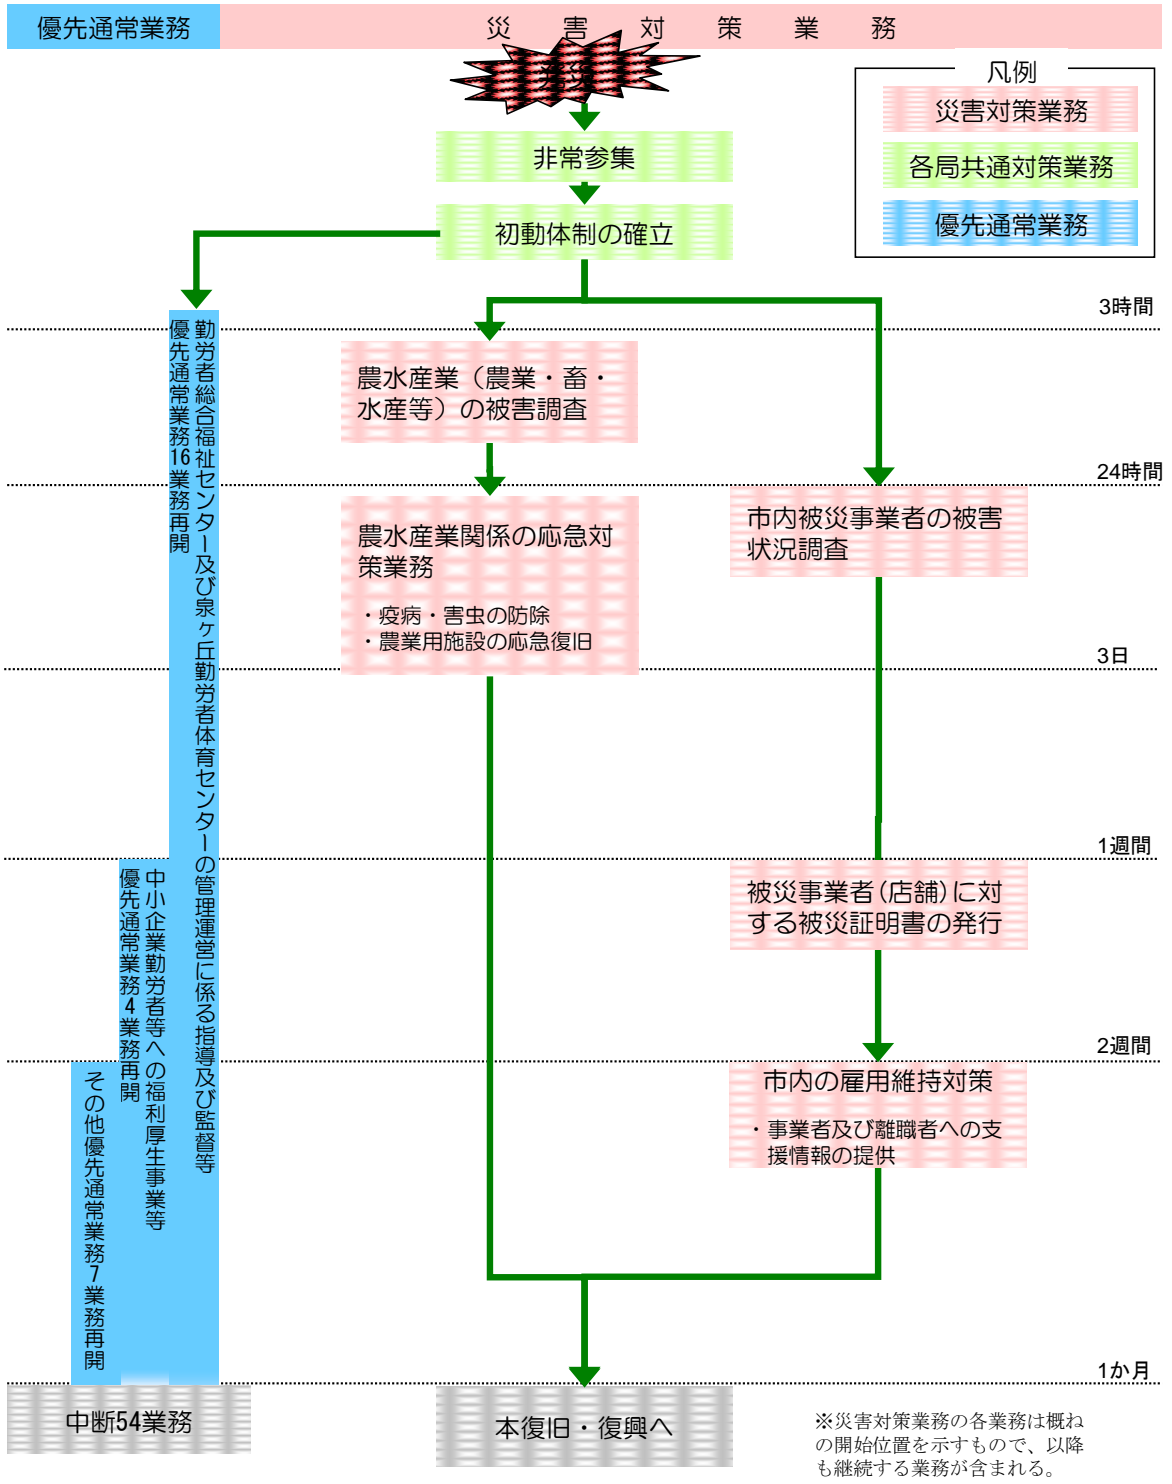 優先通常業務
災害対策業務
発災
凡例
災害対策業務
各局共通対策業務
優先通常業務
非常参集
初動体制の確立
3時間
勤労者総合福祉センター及び泉ヶ丘勤労者体育センターの管理運営に係る指導及び監督等
優先通常業務16業務再開
農水産業（農業・畜・
水産等）の被害調査
24時間
農水産業関係の応急対
策業務
・疫病・害虫の防除
・農業用施設の応急復旧
市内被災事業者の被害
状況調査
3日
1週間
中小企業勤労者等への福利厚生事業等
優先通常業務4業務再開
被災事業者(店舗)に対
する被災証明書の発行
2週間
その他優先通常業務7業務再開
市内の雇用維持対策
・事業者及び離職者への支
援情報の提供
1か月
中断54業務
本復旧・復興へ
※災害対策業務の各業務は概ね
の開始位置を示すもので、以降
も継続する業務が含まれる。